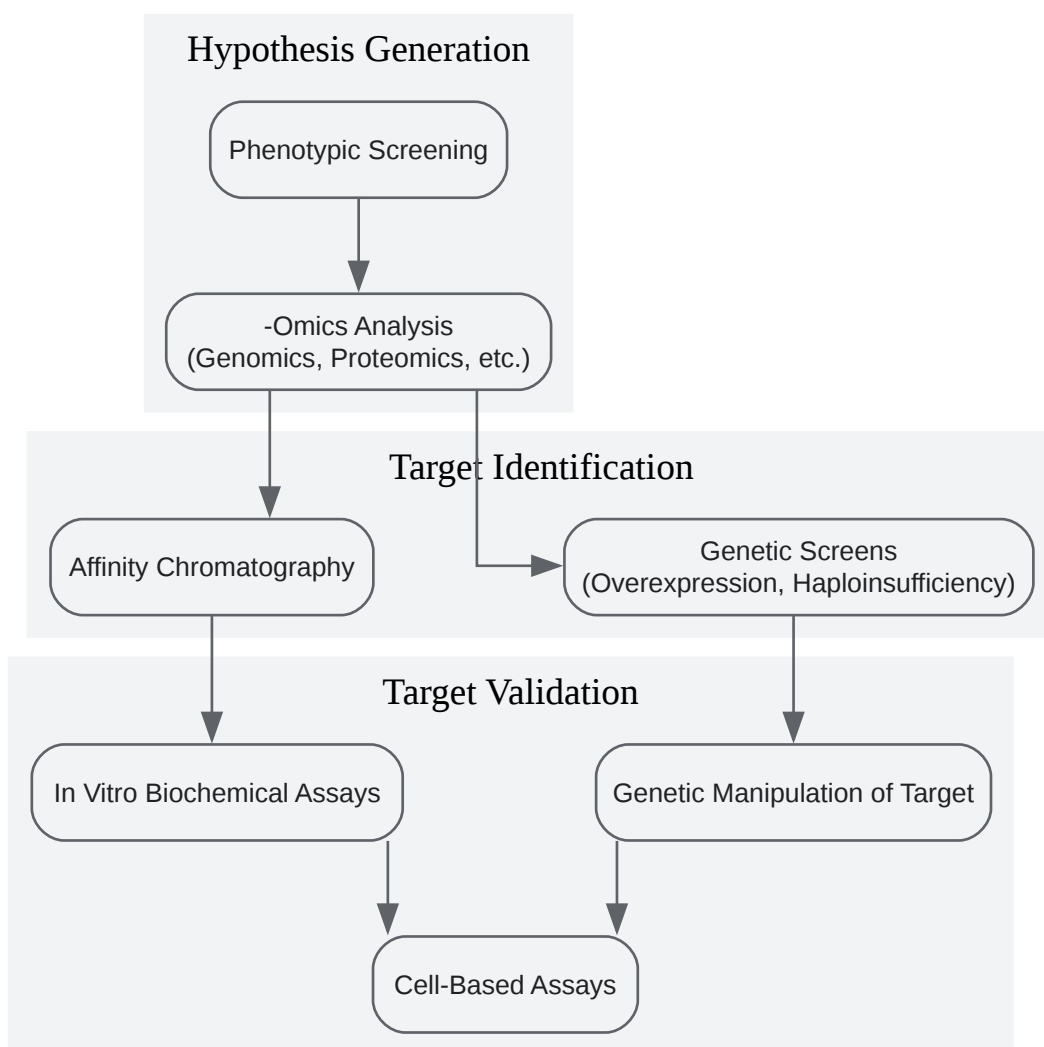 Hypothesis Generation
Phenotypic Screening
-Omics Analysis
(Genomics, Proteomics, etc.)
Target Identification
Affinity Chromatography
Genetic Screens
(Overexpression, Haploinsufficiency)
Target Validation
In Vitro Biochemical Assays
Genetic Manipulation of Target
Cell-Based Assays